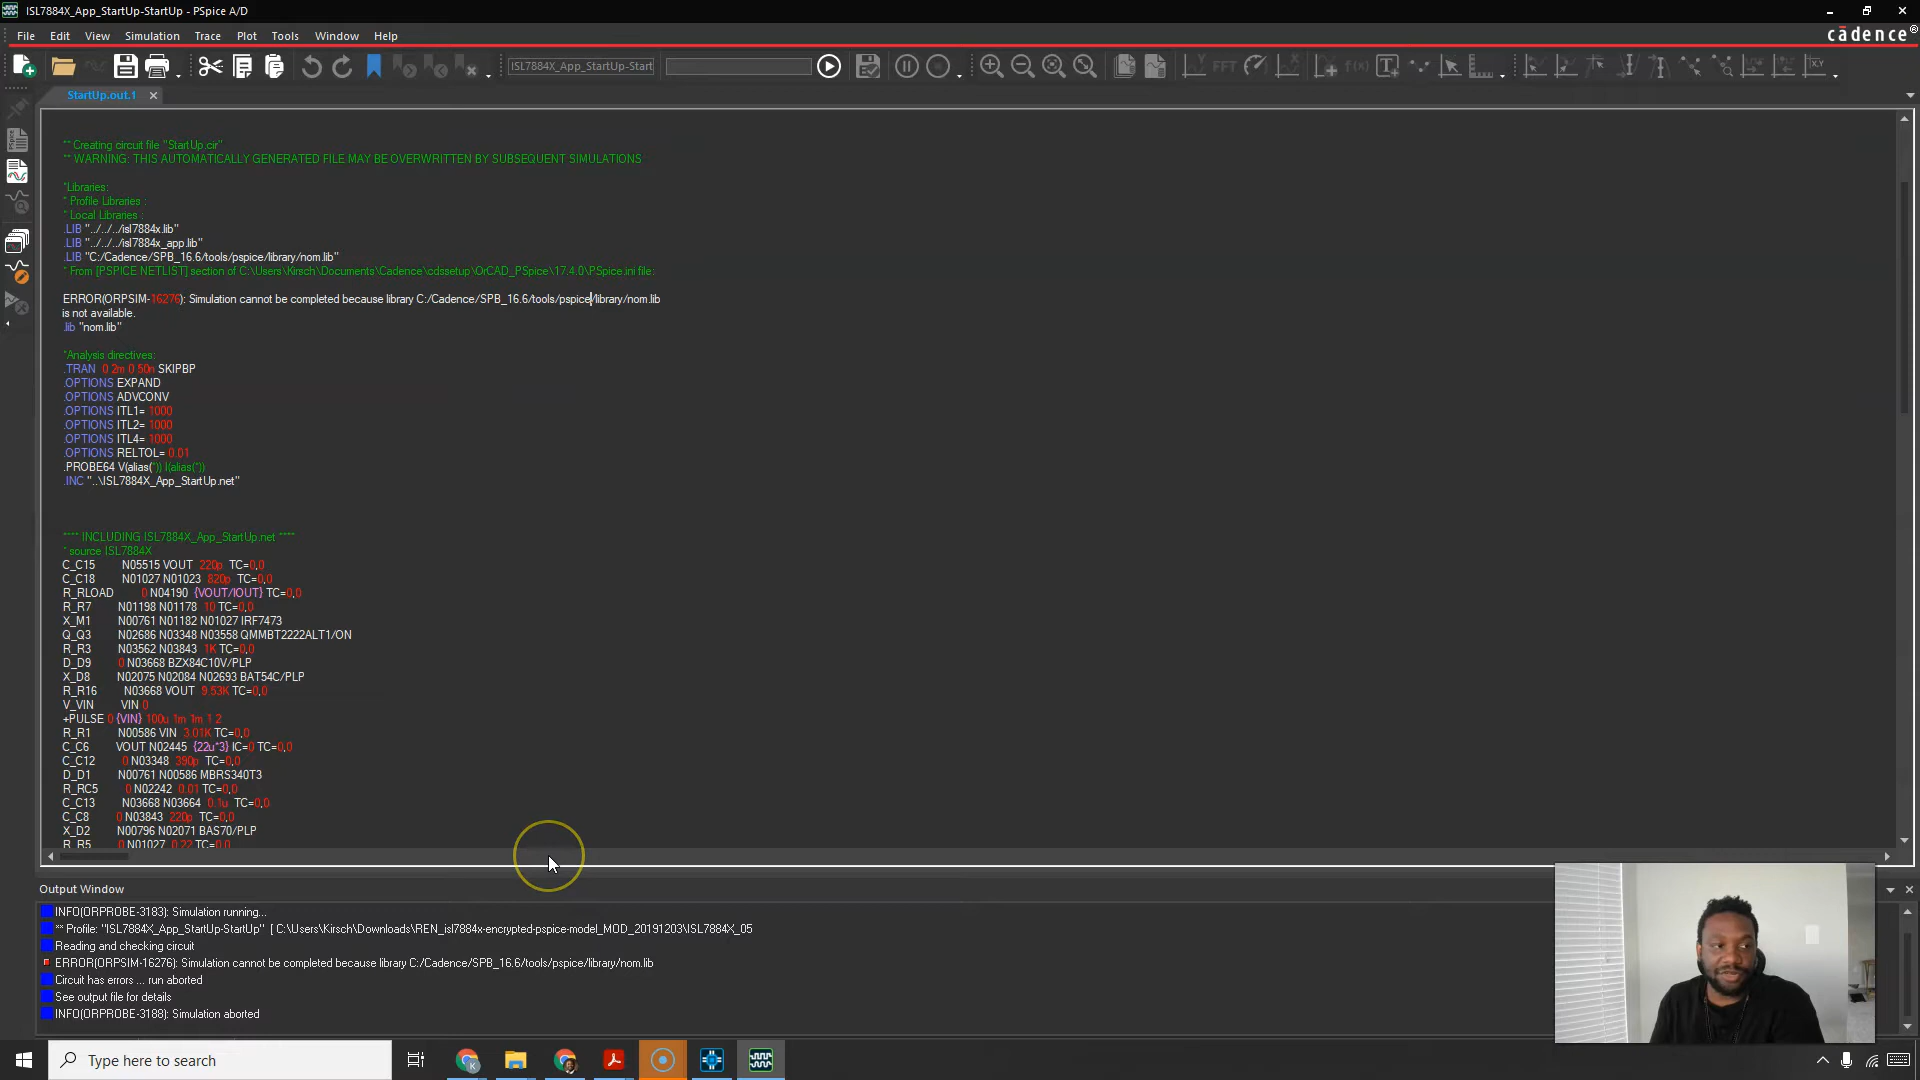 ISL7884X_App_StartUp-StartUp - PSpice A/D
File Edit View Simulation Trace Plot Tools Window Help
cādence®
ISL7884X_App_StartUp-Start
FFT
StartUp.out.1
** Creating circuit file "StartUp.cir"
** WARNING: THIS AUTOMATICALLY GENERATED FILE MAY BE OVERWRITTEN BY SUBSEQUENT SIMULATIONS
*Libraries:
* Profile Libraries :
* Local Libraries :
.LIB "../../../isl7884x.lib"
.LIB "../../../isl7884x_app.lib"
.LIB "C:/Cadence/SPB_16.6/tools/pspice/library/nom.lib"
* From [PSPICE NETLIST] section of C:\Users\Kirsch\Documents\Cadence\cdssetup\OrCAD_PSpice\17.4.0\PSpice.ini file:
ERROR(ORPSIM-16276): Simulation cannot be completed because library C:/Cadence/SPB_16.6/tools/pspice/library/nom.lib
is not available.
.lib "nom.lib"
*Analysis directives:
.TRAN 0 2m 0 50n SKIPBP
.OPTIONS EXPAND
.OPTIONS ADVCONV
.OPTIONS ITL1= 1000
.OPTIONS ITL2= 1000
.OPTIONS ITL4= 1000
.OPTIONS RELTOL= 0.01
.PROBE64 V(alias(*)) I(alias(*))
.INC "..\ISL7884X_App_StartUp.net"
**** INCLUDING ISL7884X_App_StartUp.net ****
* source ISL7884X
C_C15 N05515 VOUT 220p TC=0,0
C_C18 N01027 N01023 820p TC=0,0
R_RLOAD 0 N04190 {VOUT/IOUT} TC=0,0
R_R7 N01198 N01178 10 TC=0,0
X_M1 N00761 N01182 N01027 IRF7473
Q_Q3 N02686 N03348 N03558 QMMBT2222ALT1/ON
R_R3 N03562 N03843 1K TC=0,0
D_D9 0 N03668 BZX84C10V/PLP
X_D8 N02075 N02084 N02693 BAT54C/PLP
R_R16 N03668 VOUT 9.53K TC=0,0
V_VIN VIN 0
+PULSE 0 {VIN} 100u 1m 1m 1 2
R_R1 N00586 VIN 3.01K TC=0,0
C_C6 VOUT N02445 {22u*3} IC=0 TC=0,0
C_C12 0 N03348 390p TC=0,0
D_D1 N00761 N00586 MBRS340T3
R_RC5 0 N02242 0.01 TC=0,0
C_C13 N03668 N03664 0.1u TC=0,0
C_C8 0 N03843 220p TC=0,0
X_D2 N00796 N02071 BAS70/PLP
R_R5 0 N01027 0.22 TC=0,0
Output Window
INFO(ORPROBE-3183): Simulation running...
** Profile: "ISL7884X_App_StartUp-StartUp" [ C:\Users\Kirsch\Downloads\REN_isl7884x-encrypted-pspice-model_MOD_20191203\ISL7884X_05
Reading and checking circuit
ERROR(ORPSIM-16276): Simulation cannot be completed because library C:/Cadence/SPB_16.6/tools/pspice/library/nom.lib
Circuit has errors ... run aborted
See output file for details
INFO(ORPROBE-3188): Simulation aborted
Type here to search